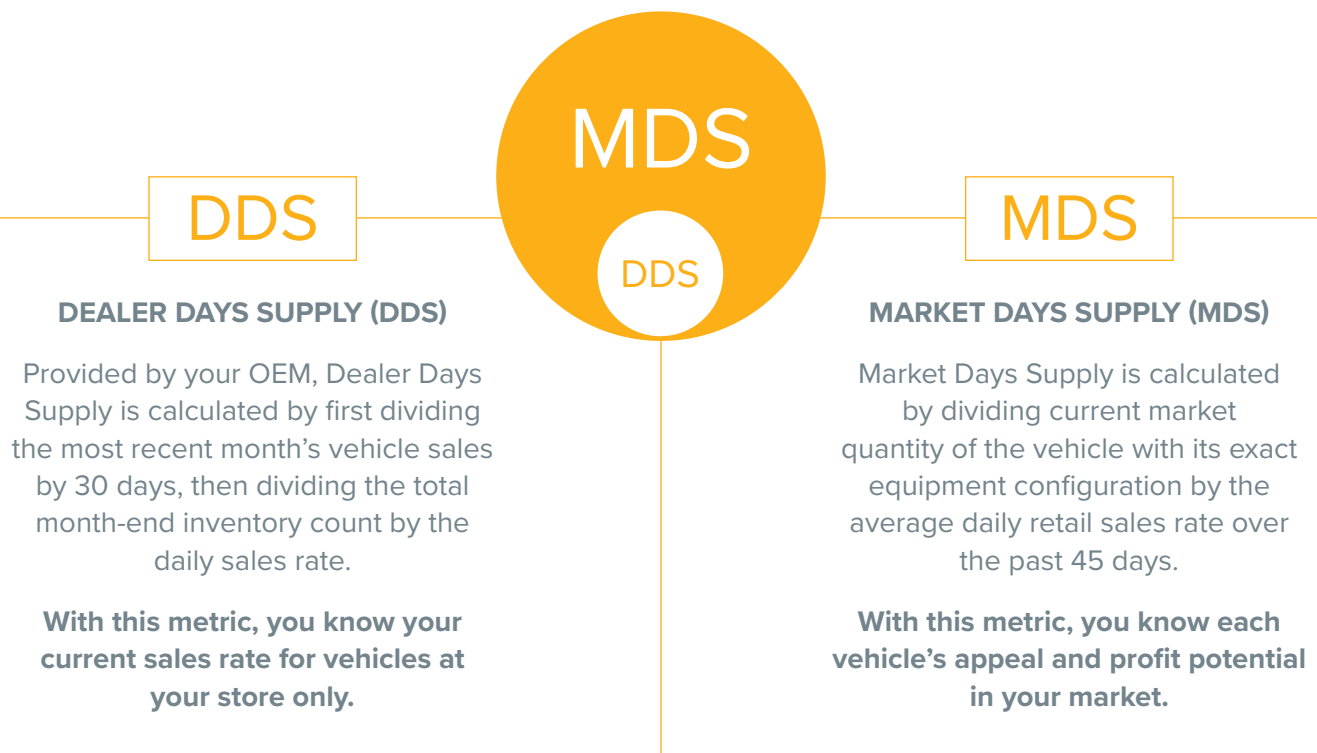 MDS
DDS
DDS
DEALER DAYS SUPPLY (DDS)
Provided by your OEM, Dealer Days
Supply is calculated by first dividing
the most recent month’s vehicle sales
by 30 days, then dividing the total
month-end inventory count by the
daily sales rate.
With this metric, you know your
current sales rate for vehicles at
your store only.
MDS
MARKET DAYS SUPPLY (MDS)
Market Days Supply is calculated
by dividing current market
quantity of the vehicle with its exact
equipment configuration by the
average daily retail sales rate over
the past 45 days.
With this metric, you know each
vehicle’s appeal and profit potential
in your market.